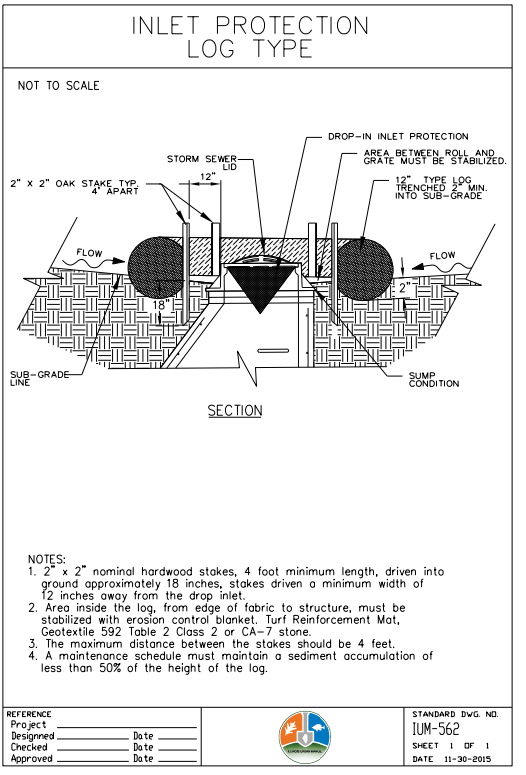 INLET PROTECTION
LOG TYPE
NOT TO SCALE
DROP-IN INLET PROTECTION
AREA BETWEEN ROLL AND
GRATE MUST BE STABILIZED.
STORM SEWER
LID
12"
2" X 2" OAK STAKE TYP.
4' APART
12" TYPE LOG
TRENCHED 2" MIN.
INTO SUB-GRADE
FLOW
FLOW
18"
2"
SUB-GRADE
LINE
SUMP
CONDITION
SECTION
NOTES:
1. 2" x 2" nominal hardwood stakes, 4 foot minimum length, driven into
ground approximately 18 inches, stakes driven a minimum width of
12 inches away from the drop inlet.
2. Area inside the log, from edge of fabric to structure, must be
stabilized with erosion control blanket. Turf Reinforcement Mat,
Geotextile 592 Table 2 Class 2 or CA-7 stone.
3. The maximum distance between the stakes should be 4 feet.
4. A maintenance schedule must maintain a sediment accumulation of
less than 50% of the height of the log.
REFERENCE
Project
Designned Date
Checked Date
Approved Date
ILLINOIS URBAN MANUAL
STANDARD DWG. NO.
IUM-562
SHEET 1 OF 1
DATE 11-30-2015